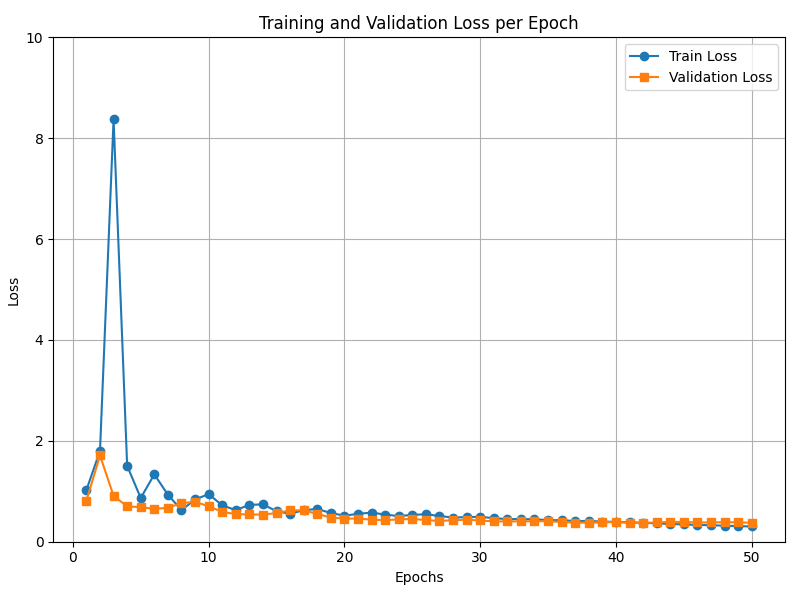 Training and Validation Loss per Epoch
10
8
6
4
2
0
Loss
Train Loss
Validation Loss
0 10 20 30 40 50
Epochs